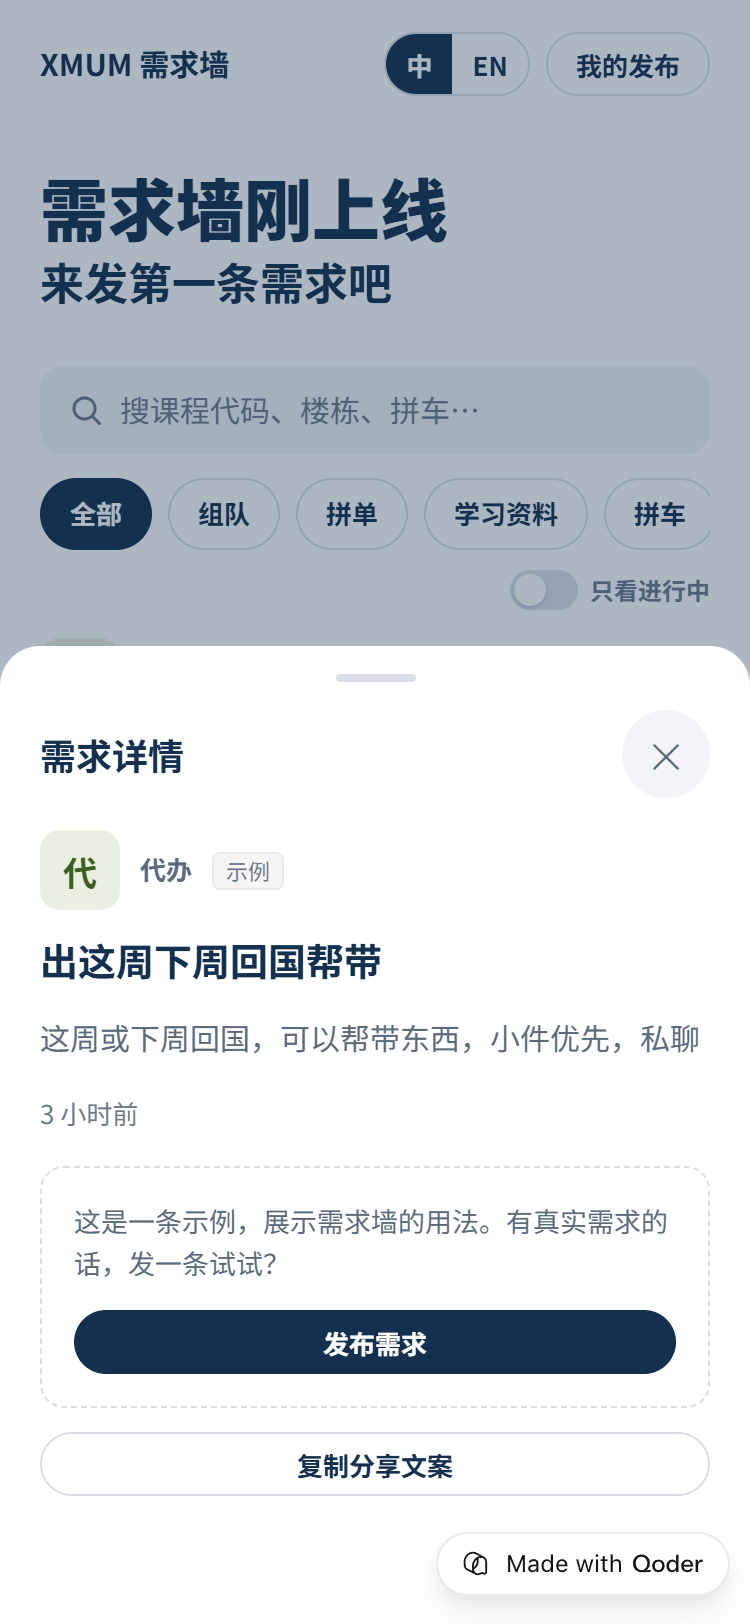 XMUM 需求墙
中
EN
我的发布
需求墙刚上线
来发第一条需求吧
搜课程代码、楼栋、拼车…
全部
组队
拼单
学习资料
拼车
只看进行中
需求详情
代
代办
示例
出这周下周回国帮带
这周或下周回国，可以帮带东西，小件优先，私聊
3 小时前
这是一条示例，展示需求墙的用法。有真实需求的
话，发一条试试？
发布需求
复制分享文案
Made with Qoder